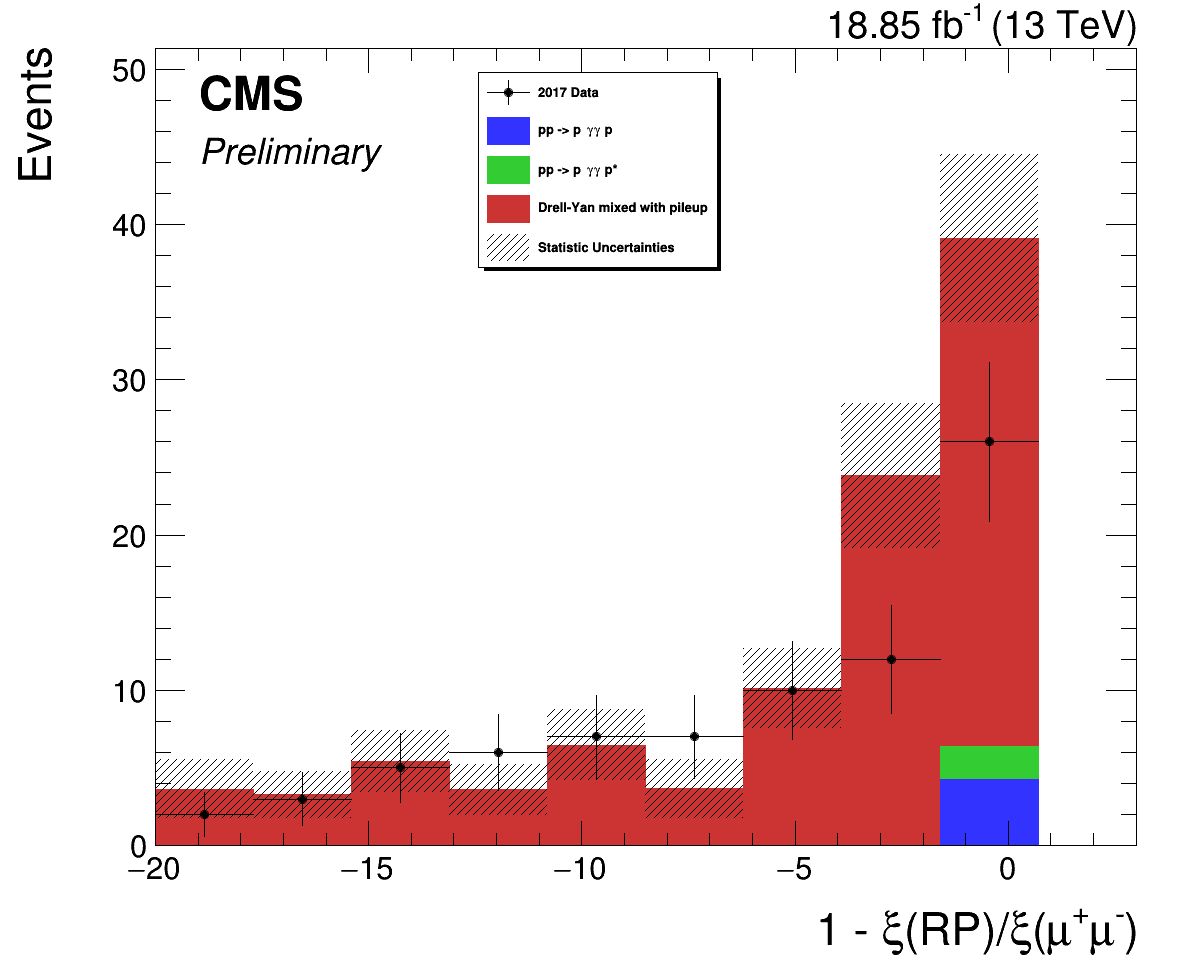 18.85 fb⁻¹ (13 TeV)
Events
CMS
Preliminary
2017 Data
pp -> p γγ p
pp -> p γγ p*
Drell-Yan mixed with pileup
Statistic Uncertainties
50
40
30
20
10
0
−20 −15 −10 −5 0
1 - ξ(RP)/ξ(μ⁺μ⁻)